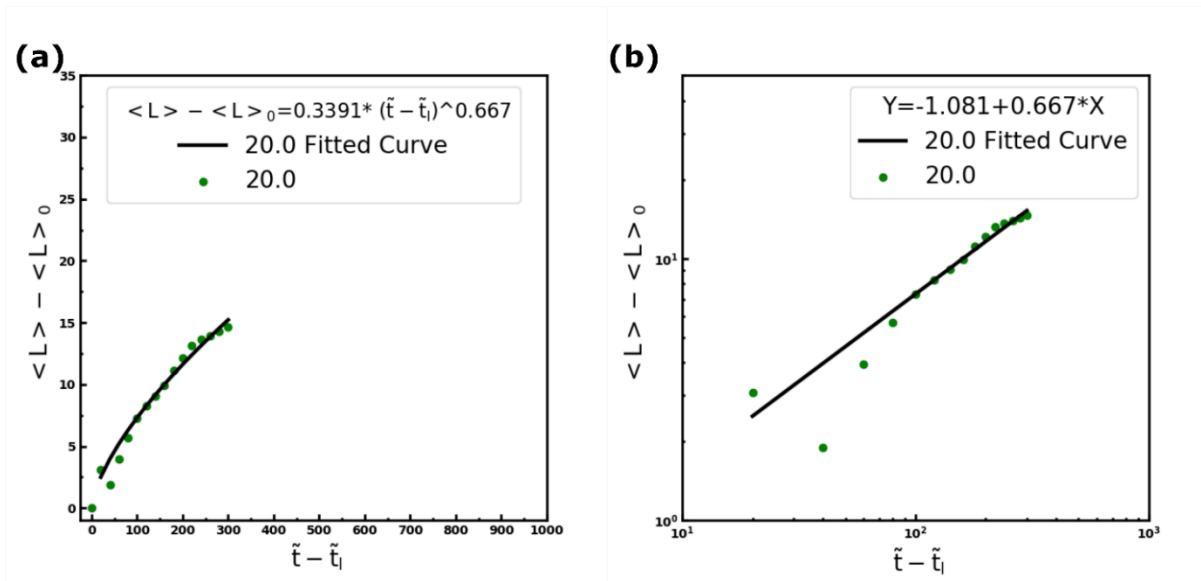 (a)
35
30
25
20
15
10
5
0
<L> − <L>₀
<L> − <L>₀=0.3391* (t̃ − t̃ₗ)^0.667
20.0 Fitted Curve
20.0
0 100 200 300 400 500 600 700 800 900 1000
t̃ − t̃ₗ
(b)
10¹
10⁰
<L> − <L>₀
Y=-1.081+0.667*X
20.0 Fitted Curve
20.0
10¹ 10² 10³
t̃ − t̃ₗ